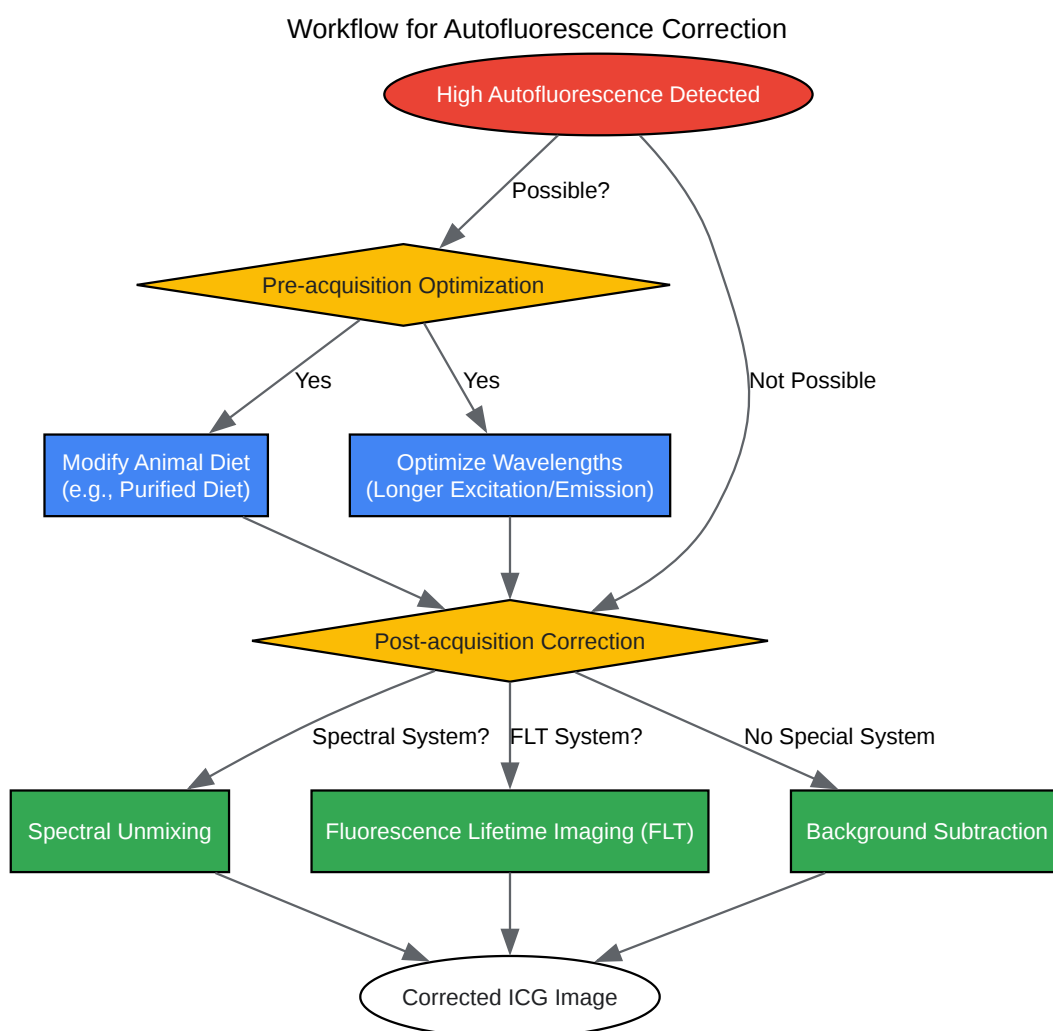 Workflow for Autofluorescence Correction
High Autofluorescence Detected
Possible?
Pre-acquisition Optimization
Yes
Yes
Not Possible
Modify Animal Diet
(e.g., Purified Diet)
Optimize Wavelengths
(Longer Excitation/Emission)
Post-acquisition Correction
Spectral System?
FLT System?
No Special System
Spectral Unmixing
Fluorescence Lifetime Imaging (FLT)
Background Subtraction
Corrected ICG Image